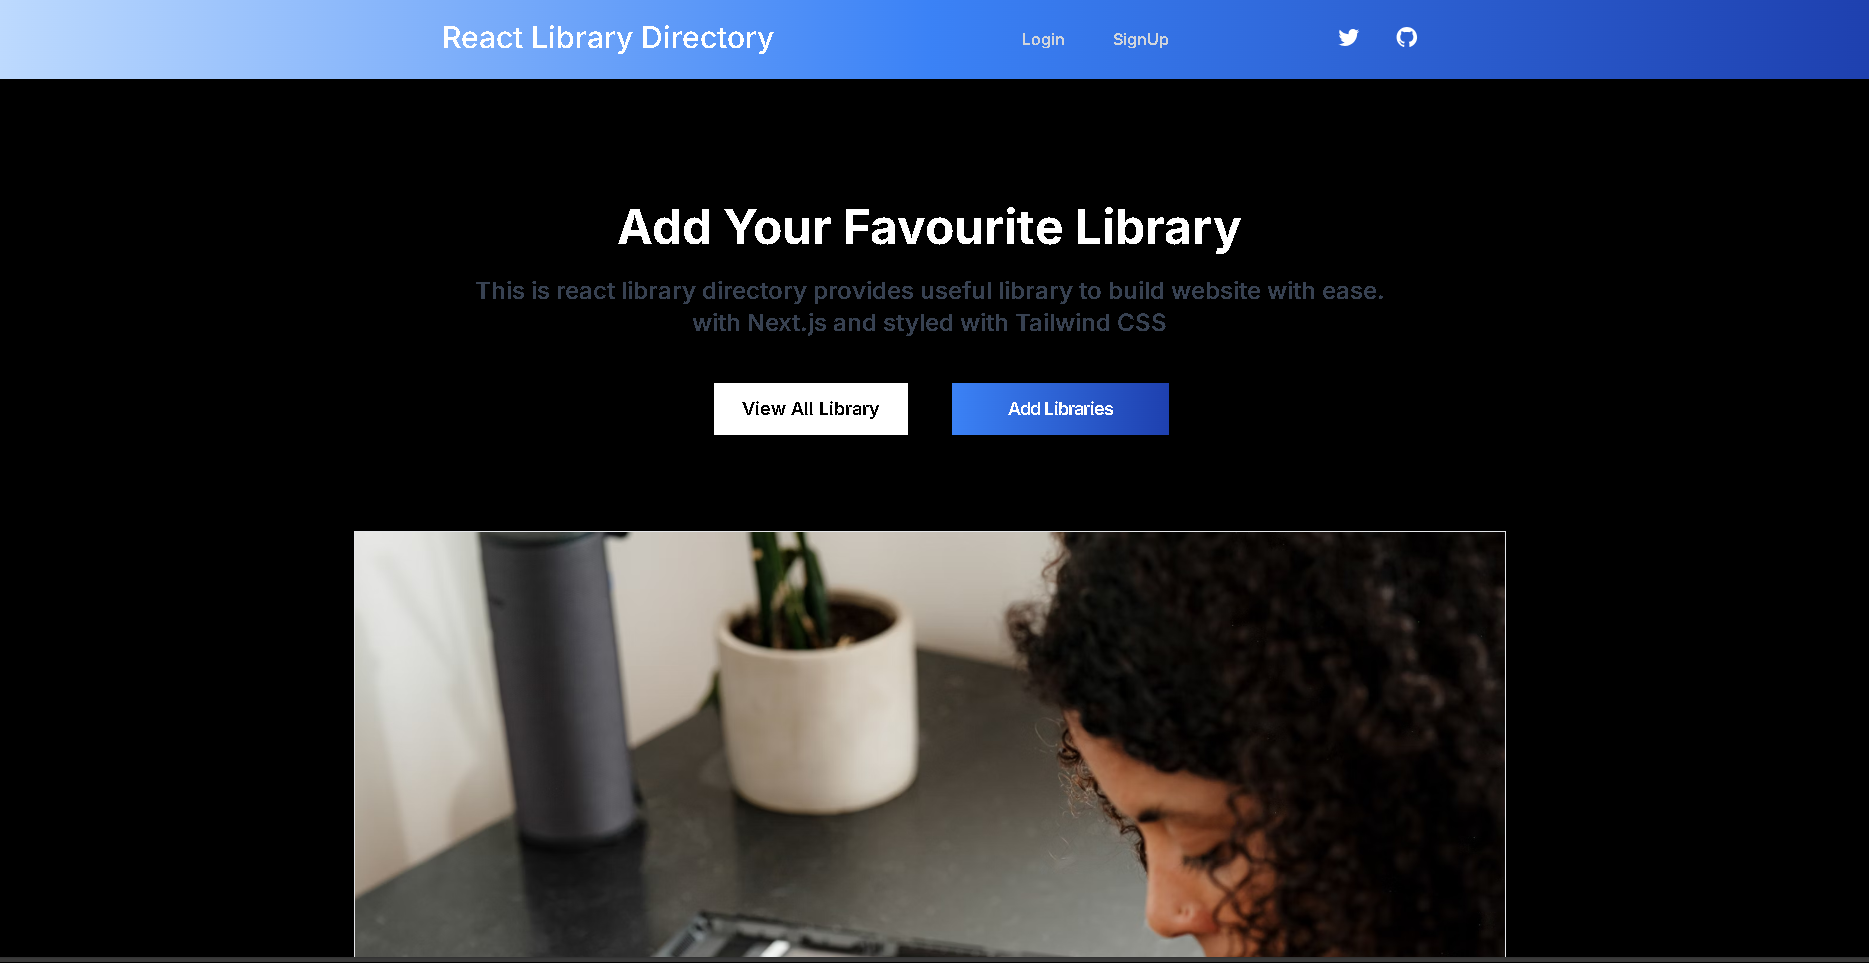 React Library Directory
Login
SignUp
Add Your Favourite Library
This is react library directory provides useful library to build website with ease.
with Next.js and styled with Tailwind CSS
View All Library
Add Libraries